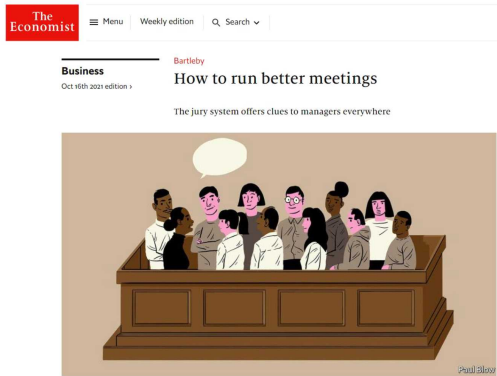 The
Economist
Menu
Weekly edition
Search
Business
Oct 16th 2021 edition ›
Bartleby
How to run better meetings
The jury system offers clues to managers everywhere
Paul Blow